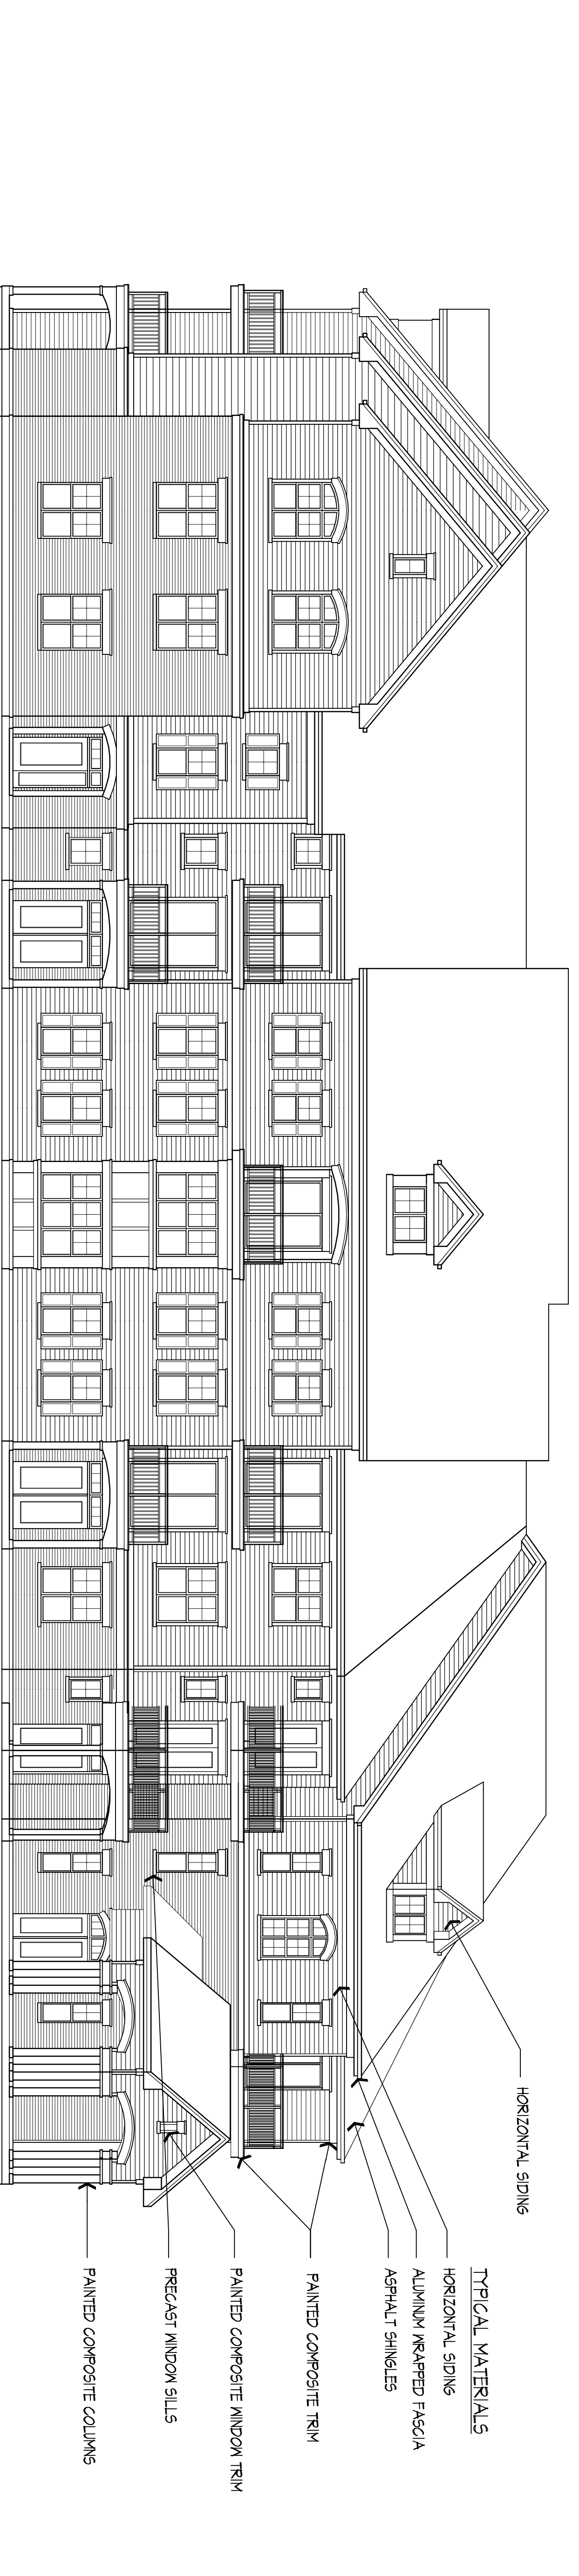 HORIZONTAL SIDING
TYPICAL MATERIALS
HORIZONTAL SIDING
ALUMINUM WRAPPED FASCIA
ASPHALT SHINGLES
PAINTED COMPOSITE TRIM
PAINTED COMPOSITE WINDOW TRIM
PRECAST WINDOW SILLS
PAINTED COMPOSITE COLUMNS